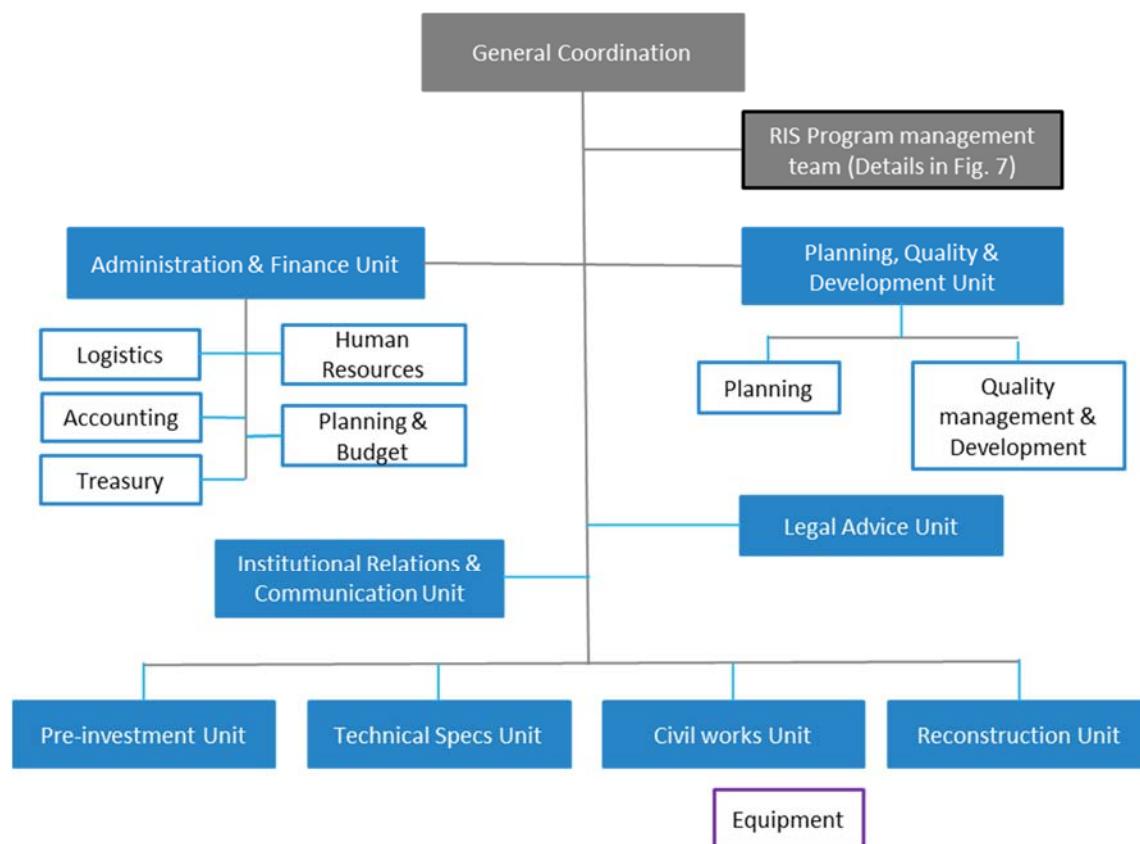 General Coordination
RIS Program management
team (Details in Fig. 7)
Administration & Finance Unit
Planning, Quality &
Development Unit
Logistics
Human
Resources
Accounting
Planning &
Budget
Treasury
Planning
Quality
management &
Development
Legal Advice Unit
Institutional Relations &
Communication Unit
Pre-investment Unit
Technical Specs Unit
Civil works Unit
Reconstruction Unit
Equipment